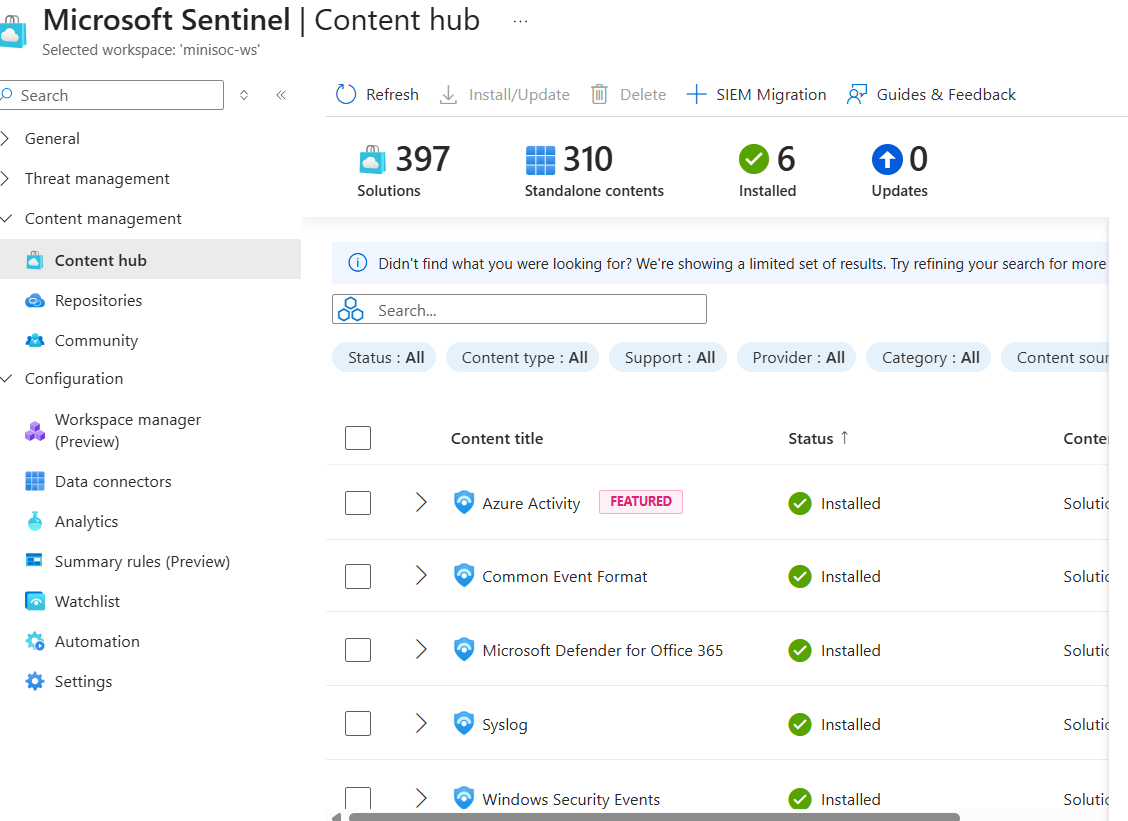 Microsoft Sentinel | Content hub ...
Selected workspace: 'minisoc-ws'
Search
Refresh
Install/Update
Delete
SIEM Migration
Guides & Feedback
General
Threat management
Content management
Content hub
Repositories
Community
Configuration
Workspace manager
(Preview)
Data connectors
Analytics
Summary rules (Preview)
Watchlist
Automation
Settings
397
Solutions
310
Standalone contents
6
Installed
0
Updates
Didn't find what you were looking for? We're showing a limited set of results. Try refining your search for more
Search...
Status : All
Content type : All
Support : All
Provider : All
Category : All
Content sour
Content title
Status ↑
Conte
Azure Activity
FEATURED
Installed
Solutio
Common Event Format
Installed
Solutio
Microsoft Defender for Office 365
Installed
Solutio
Syslog
Installed
Solutio
Windows Security Events
Installed
Solutio